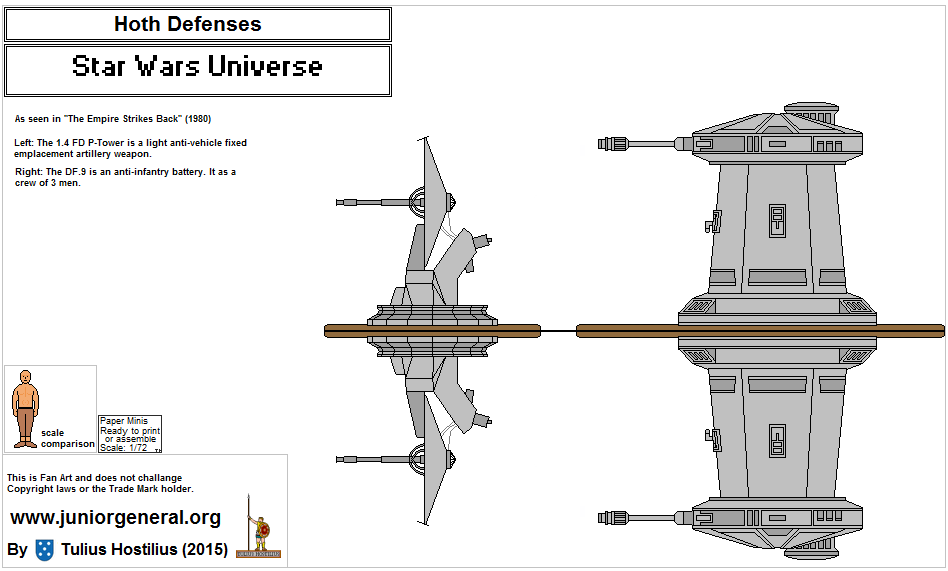 Hoth Defenses
Star Wars Universe
As seen in "The Empire Strikes Back" (1980)
Left: The 1.4 FD P-Tower is a light anti-vehicle fixed
emplacement artillery weapon.
Right: The DF.9 is an anti-infantry battery. It as a
crew of 3 men.
scale
comparison
Paper Minis
Ready to print
or assemble
Scale: 1/72
TM
This is Fan Art and does not challange
Copyright laws or the Trade Mark holder.
www.juniorgeneral.org
By Tulius Hostilius (2015)
TULIUS HOSTILIUS